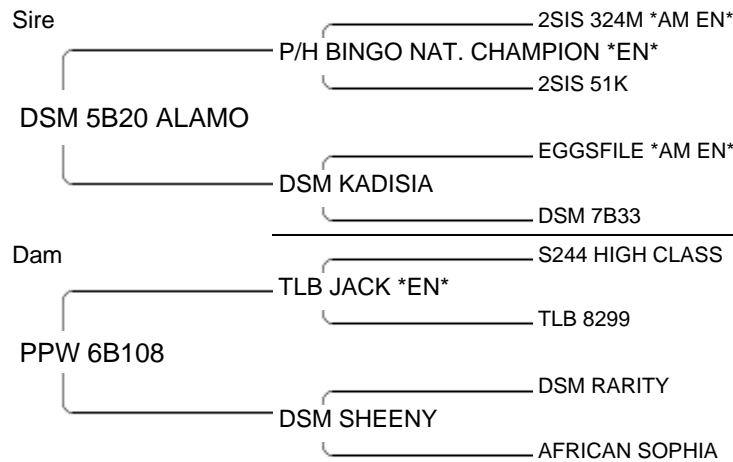 Sire
2SIS 324M *AM EN*
P/H BINGO NAT. CHAMPION *EN*
2SIS 51K
DSM 5B20 ALAMO
EGGSFILE *AM EN*
DSM KADISIA
DSM 7B33
Dam
S244 HIGH CLASS
TLB JACK *EN*
TLB 8299
PPW 6B108
DSM RARITY
DSM SHEENY
AFRICAN SOPHIA